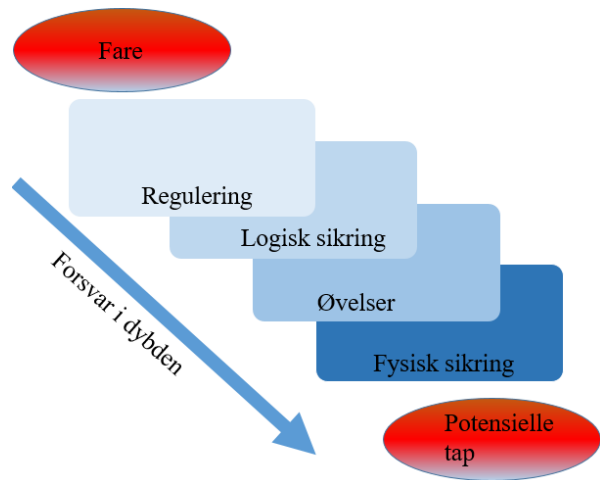 Fare
Regulering
Logisk sikring
Øvelser
Fysisk sikring
Forsvar i dybden
Potensielle
tap